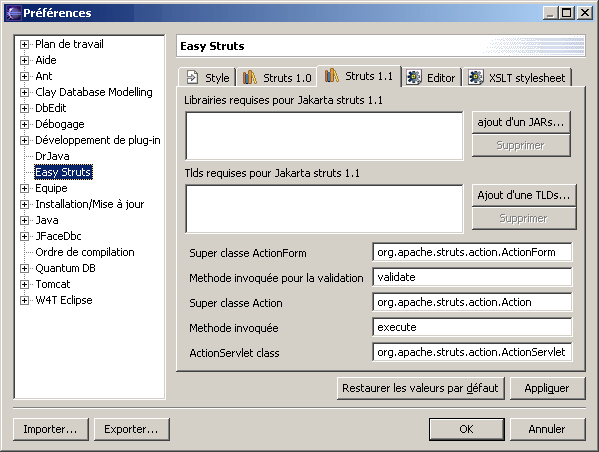 Préférences
Plan de travail
Aide
Ant
Clay Database Modelling
DbEdit
Débogage
Développement de plug-in
DrJava
Easy Struts
Equipe
Installation/Mise à jour
Java
JFaceDbc
Ordre de compilation
Quantum DB
Tomcat
W4T Eclipse
Easy Struts
Style Struts 1.0 Struts 1.1 Editor XSLT stylesheet
Librairies requises pour Jakarta struts 1.1
ajout d'un JARs...
Supprimer
Tlds requises pour Jakarta struts 1.1
Ajout d'une TLDs...
Supprimer
Super classe ActionForm org.apache.struts.action.ActionForm
Methode invoquée pour la validation validate
Super classe Action org.apache.struts.action.Action
Methode invoquée execute
ActionServlet class org.apache.struts.action.ActionServlet
Restaurer les valeurs par défaut Appliquer
Importer... Exporter... OK Annuler